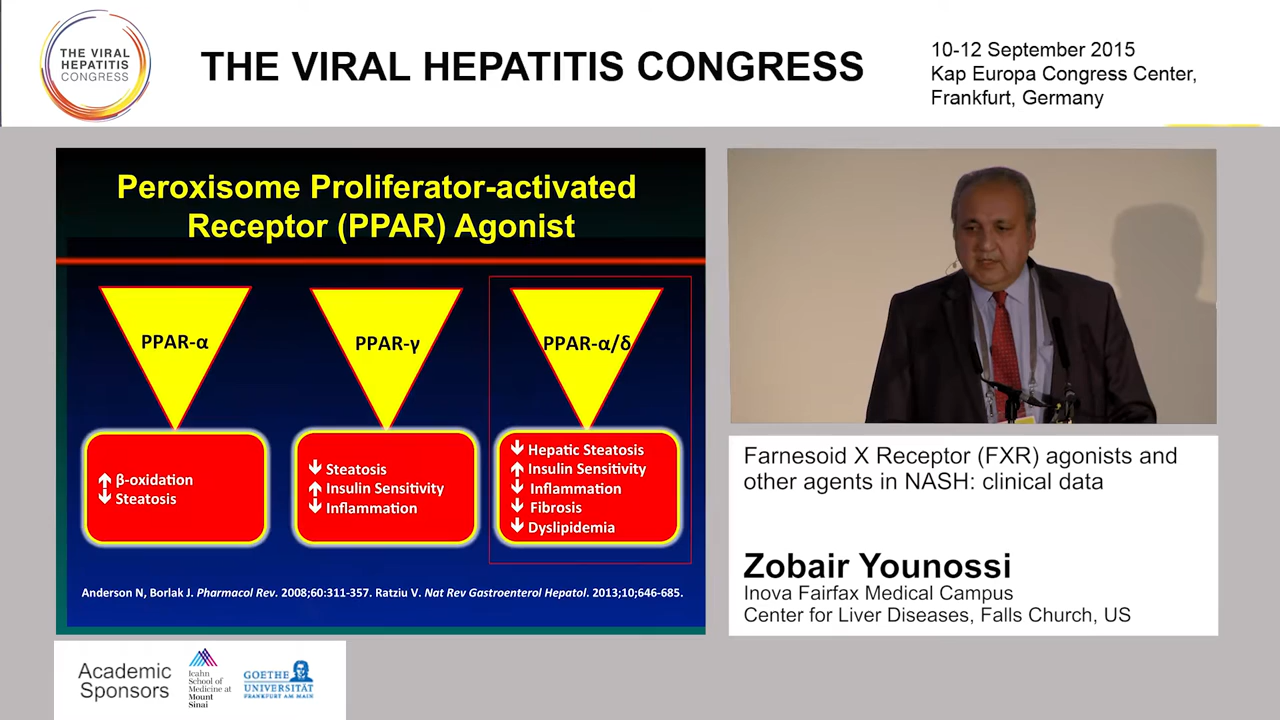 THE VIRAL
HEPATITIS
CONGRESS
THE VIRAL HEPATITIS CONGRESS
10-12 September 2015
Kap Europa Congress Center,
Frankfurt, Germany
Peroxisome Proliferator-activated
Receptor (PPAR) Agonist
PPAR-α
PPAR-γ
PPAR-α/δ
↑ β-oxidation
↓ Steatosis
↓ Steatosis
↑ Insulin Sensitivity
↓ Inflammation
↓ Hepatic Steatosis
↑ Insulin Sensitivity
↓ Inflammation
↓ Fibrosis
↓ Dyslipidemia
Anderson N, Borlak J. Pharmacol Rev. 2008;60:311-357. Ratziu V. Nat Rev Gastroenterol Hepatol. 2013;10;646-685.
Farnesoid X Receptor (FXR) agonists and
other agents in NASH: clinical data
Zobair Younossi
Inova Fairfax Medical Campus
Center for Liver Diseases, Falls Church, US
Academic
Sponsors
Icahn
School of
Medicine at
Mount
Sinai
GOETHE
UNIVERSITÄT
FRANKFURT AM MAIN